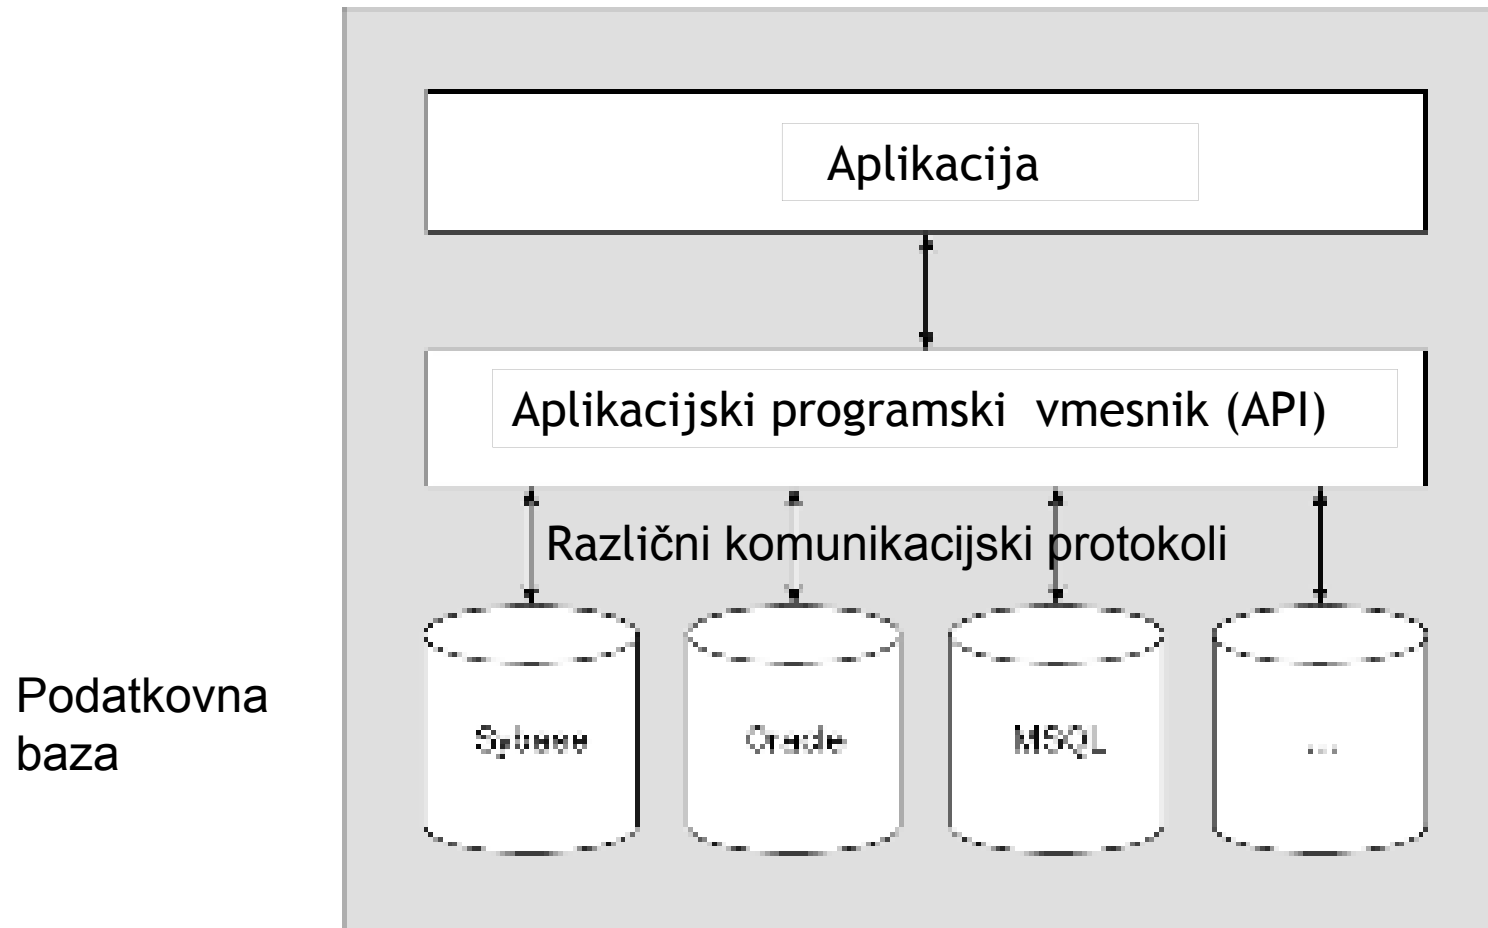 Aplikacija
Aplikacijski programski vmesnik (API)
Različni komunikacijski protokoli
Podatkovna
baza
Sybase
Oracle
MSQL
...